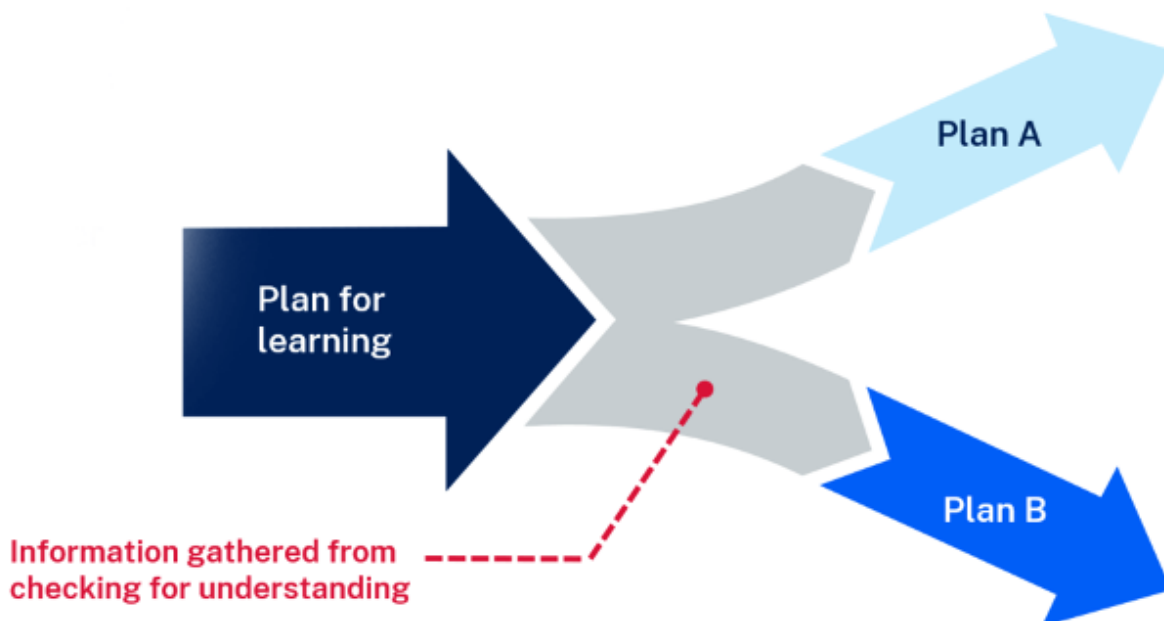 Plan A
Plan for
learning
Plan B
Information gathered from
checking for understanding